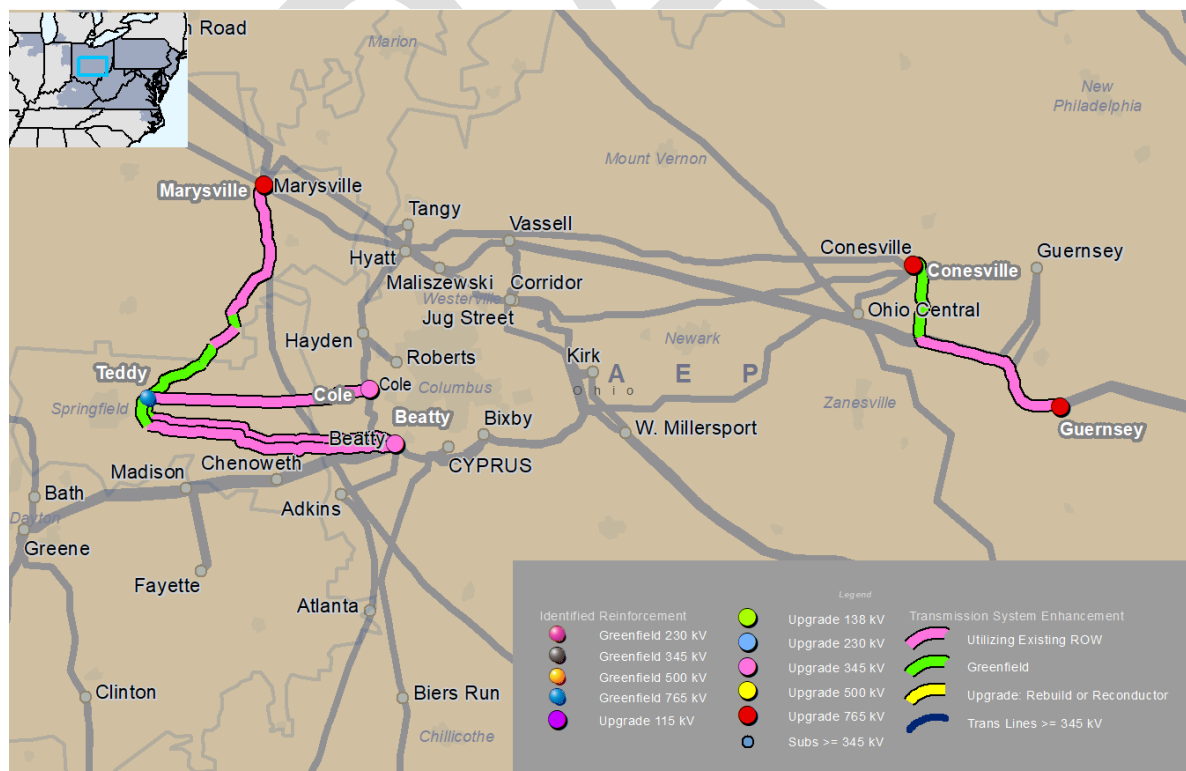 n Road
Marion
New
Philadelphia
Mount Vernon
Marysville
Marysville
Tangy
Vassell
Hyatt
Conesville
Conesville
Guernsey
Maliszewski
Corridor
Westerville
Jug Street
Ohio Central
Hayden
Newark
Roberts
Kirk
A E P
Ohio
Teddy
Cole
Cole
Columbus
Springfield
Beatty
Beatty
Bixby
Zanesville
Guernsey
W. Millersport
CYPRUS
Chenoweth
Madison
Bath
Adkins
Dayton
Greene
Fayette
Atlanta
Clinton
Biers Run
Chillicothe
Legend
Identified Reinforcement
Greenfield 230 kV
Greenfield 345 kV
Greenfield 500 kV
Greenfield 765 kV
Upgrade 115 kV
Upgrade 138 kV
Upgrade 230 kV
Upgrade 345 kV
Upgrade 500 kV
Upgrade 765 kV
Subs >= 345 kV
Transmission System Enhancement
Utilizing Existing ROW
Greenfield
Upgrade: Rebuild or Reconductor
Trans Lines >= 345 kV